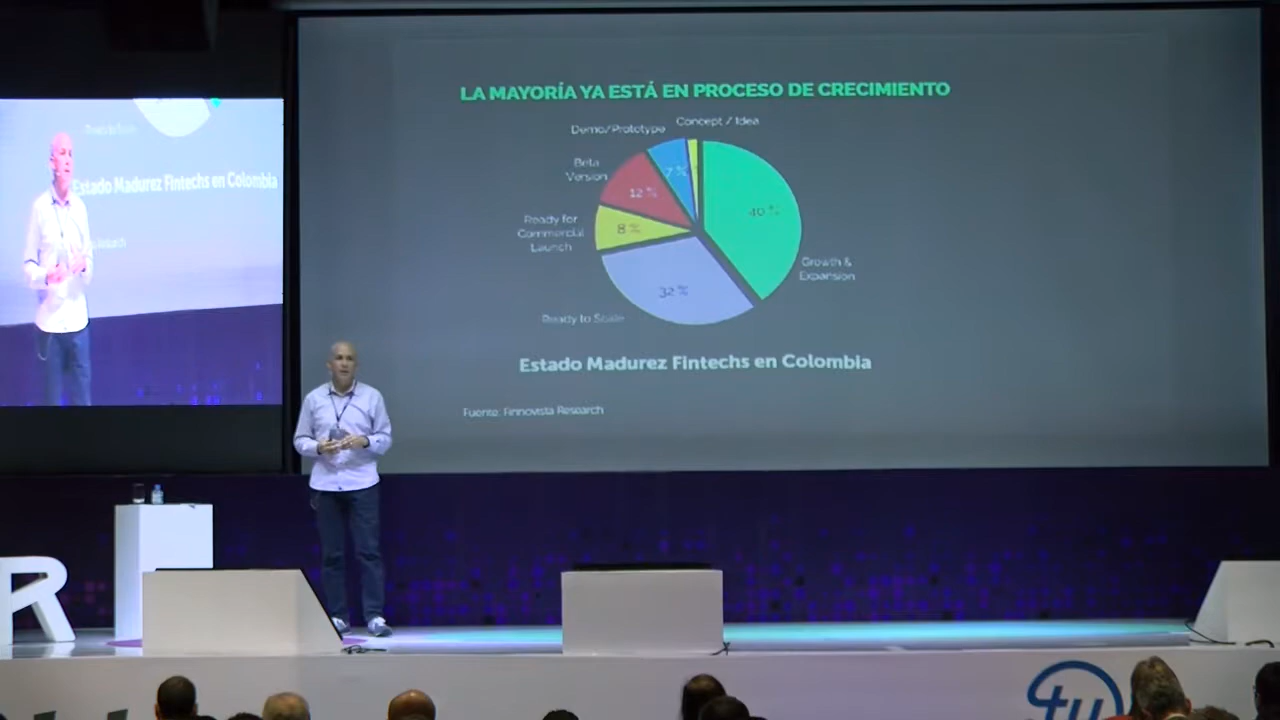 LA MAYORÍA YA ESTÁ EN PROCESO DE CRECIMIENTO
Concept / Idea
Demo/Prototype
Beta
Version
7 %
12 %
40 %
Ready for
Commercial
Launch
8 %
Growth &
Expansion
32 %
Ready to Scale
Estado Madurez Fintechs en Colombia
Fuente: Finnovista Research
Estado Madurez Fintechs en Colombia
R
tu